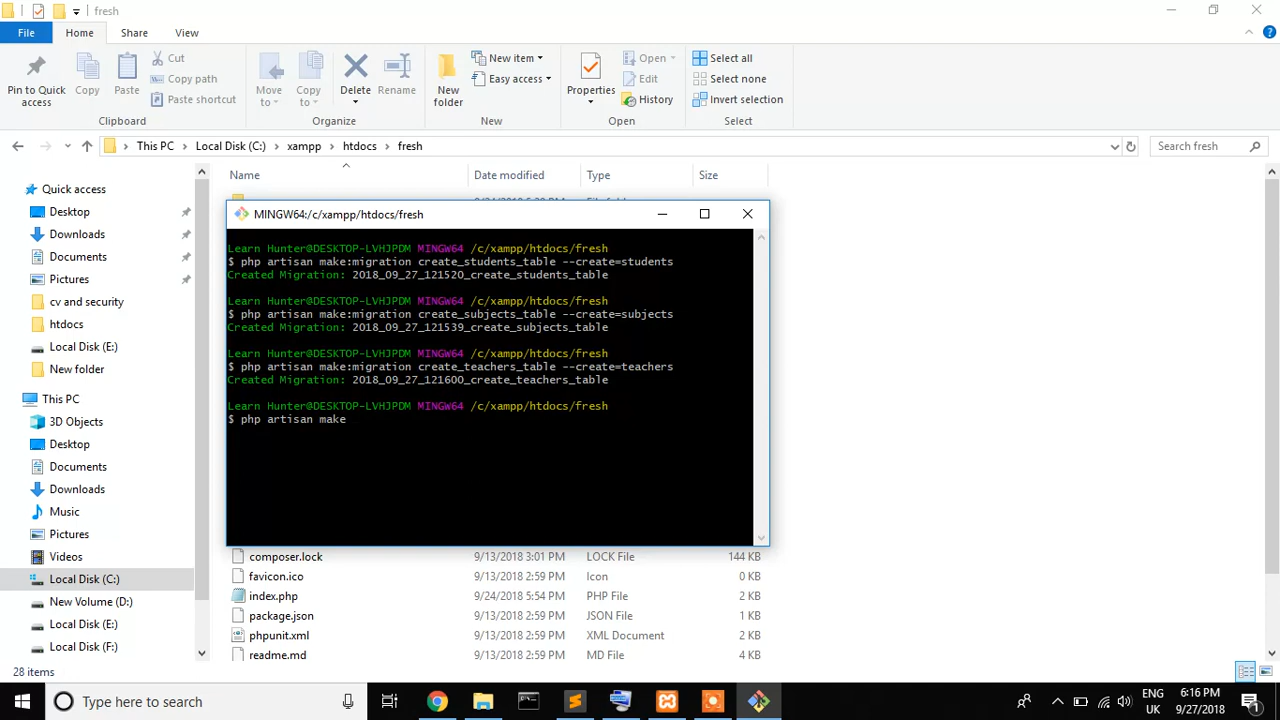 fresh
File Home Share View
Pin to Quick access
Copy
Paste
Cut
Copy path
Paste shortcut
Clipboard
Move to
Copy to
Delete
Rename
Organize
New folder
New item
Easy access
New
Properties
Open
Edit
History
Open
Select all
Select none
Invert selection
Select
This PC > Local Disk (C:) > xampp > htdocs > fresh
Search fresh
Name Date modified Type Size
Quick access
Desktop
Downloads
Documents
Pictures
cv and security
htdocs
Local Disk (E:)
New folder
This PC
3D Objects
Desktop
Documents
Downloads
Music
Pictures
Videos
Local Disk (C:)
New Volume (D:)
Local Disk (E:)
Local Disk (F:)
MINGW64:/c/xampp/htdocs/fresh
Learn Hunter@DESKTOP-LVHJPDM MINGW64 /c/xampp/htdocs/fresh
$ php artisan make:migration create_students_table --create=students
Created Migration: 2018_09_27_121520_create_students_table
Learn Hunter@DESKTOP-LVHJPDM MINGW64 /c/xampp/htdocs/fresh
$ php artisan make:migration create_subjects_table --create=subjects
Created Migration: 2018_09_27_121539_create_subjects_table
Learn Hunter@DESKTOP-LVHJPDM MINGW64 /c/xampp/htdocs/fresh
$ php artisan make:migration create_teachers_table --create=teachers
Created Migration: 2018_09_27_121600_create_teachers_table
Learn Hunter@DESKTOP-LVHJPDM MINGW64 /c/xampp/htdocs/fresh
$ php artisan make
composer.lock 9/13/2018 3:01 PM LOCK File 144 KB
favicon.ico 9/13/2018 2:59 PM Icon 0 KB
index.php 9/24/2018 5:54 PM PHP File 2 KB
package.json 9/13/2018 2:59 PM JSON File 1 KB
phpunit.xml 9/13/2018 2:59 PM XML Document 2 KB
readme.md 9/13/2018 2:59 PM MD File 4 KB
28 items
Type here to search
ENG
UK
6:16 PM
9/27/2018
1